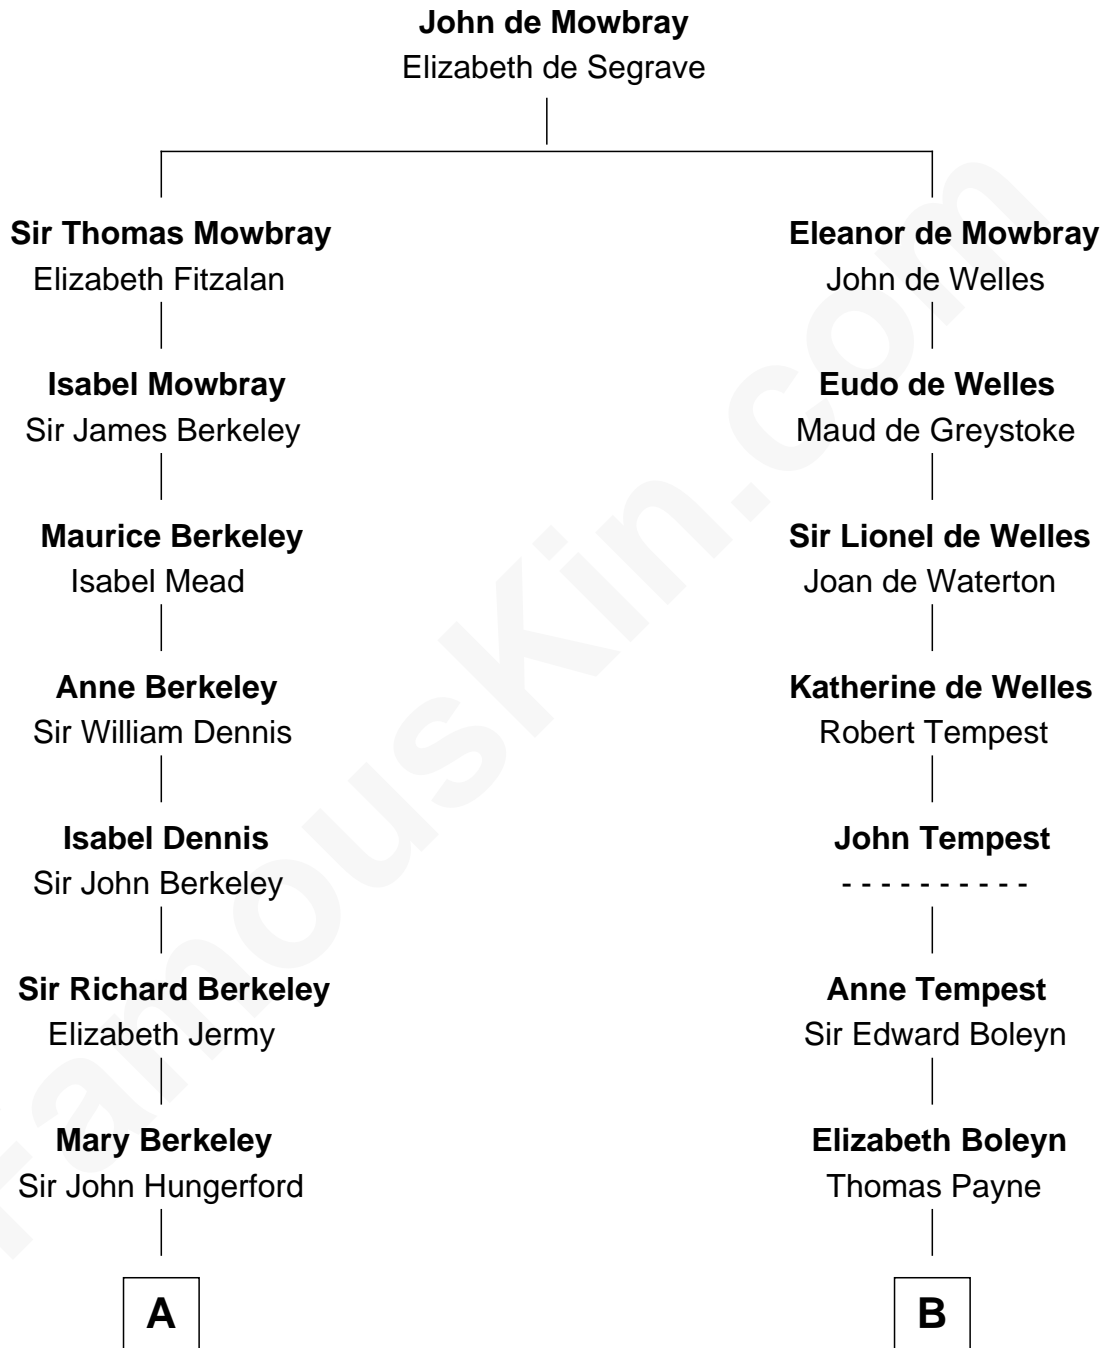 John de Mowbray
Elizabeth de Segrave
Sir Thomas Mowbray
Elizabeth Fitzalan
Eleanor de Mowbray
John de Welles
Isabel Mowbray
Sir James Berkeley
Eudo de Welles
Maud de Greystoke
Maurice Berkeley
Isabel Mead
Sir Lionel de Welles
Joan de Waterton
Anne Berkeley
Sir William Dennis
Katherine de Welles
Robert Tempest
Isabel Dennis
Sir John Berkeley
John Tempest
- - - - - - - - - -
Sir Richard Berkeley
Elizabeth Jermy
Anne Tempest
Sir Edward Boleyn
Mary Berkeley
Sir John Hungerford
Elizabeth Boleyn
Thomas Payne
A
B
FamousKin.com